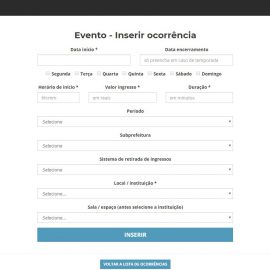 Evento - Inserir ocorrência
Data início * Data encerramento
só preencha em caso de temporada
Segunda Terça Quarta Quinta Sexta Sábado Domingo
Horário de início * Valor ingresso * Duração *
hh:mm em reais em minutos
Período
Selecione
Subprefeitura
Selecione...
Sistema de retirada de ingressos
Selecione...
Local / instituição *
Selecione...
Sala / espaço (antes selecione a instituição)
Selecione...
INSERIR
VOLTAR A LISTA DE OCORRÊNCIAS